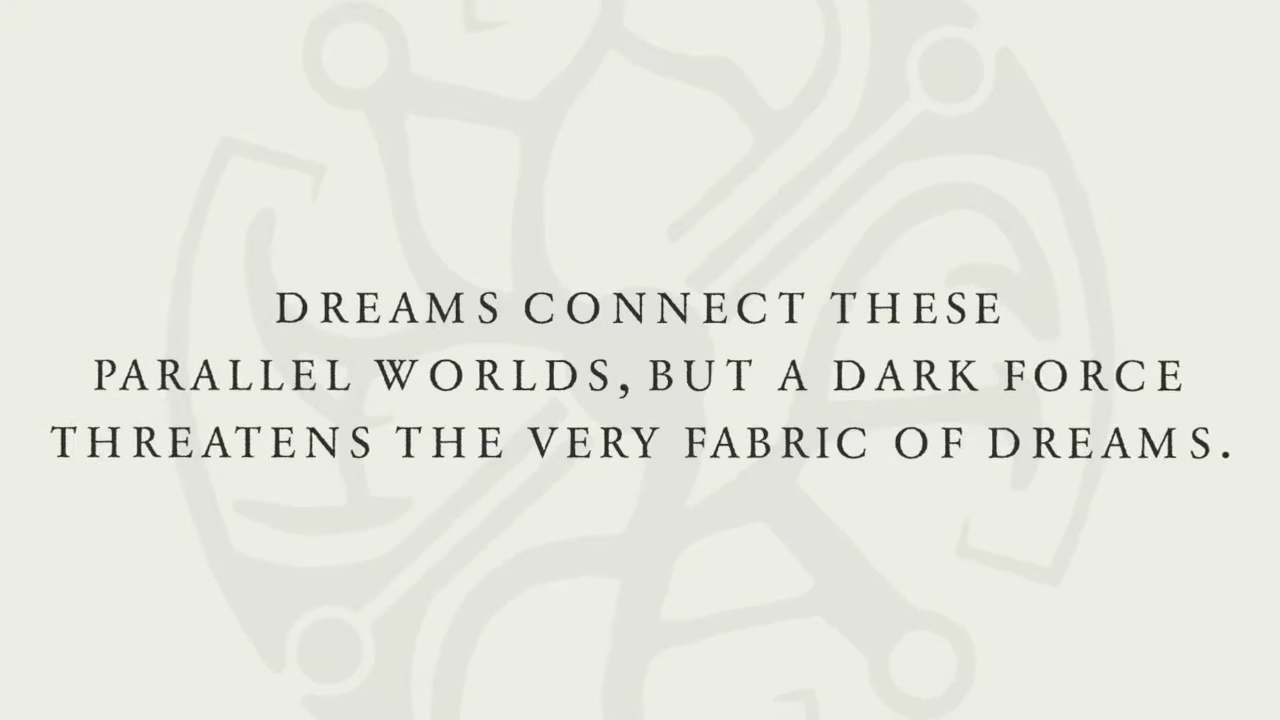 DREAMS CONNECT THESE
PARALLEL WORLDS, BUT A DARK FORCE
THREATENS THE VERY FABRIC OF DREAMS.